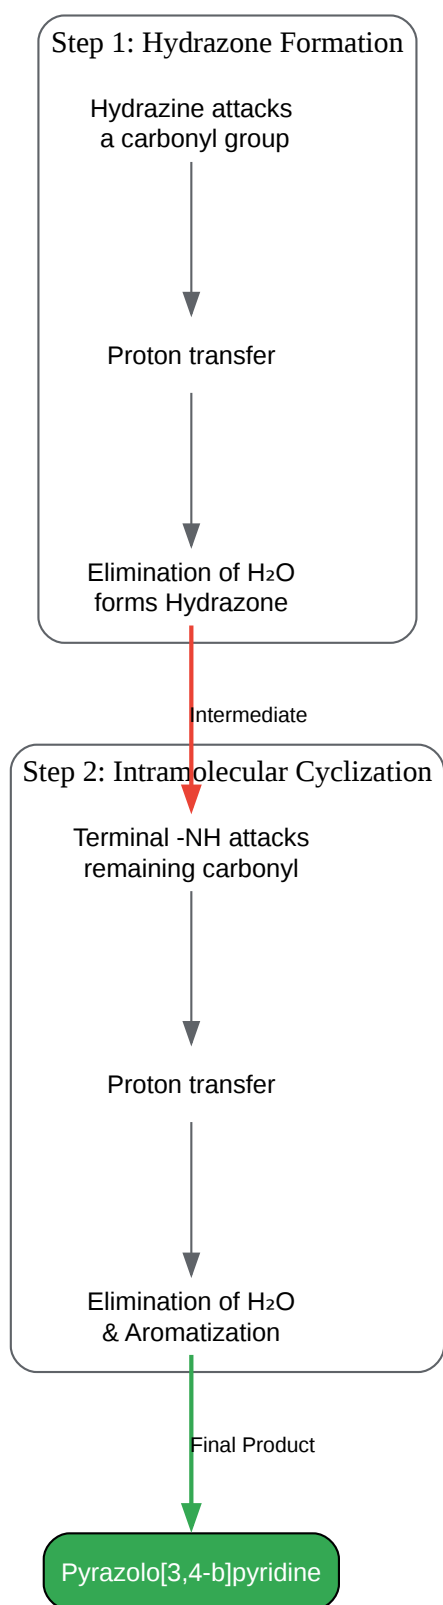 Step 1: Hydrazone Formation
Hydrazine attacks
a carbonyl group
Proton transfer
Elimination of H₂O
forms Hydrazone
Intermediate
Step 2: Intramolecular Cyclization
Terminal -NH attacks
remaining carbonyl
Proton transfer
Elimination of H₂O
& Aromatization
Final Product
Pyrazolo[3,4-b]pyridine